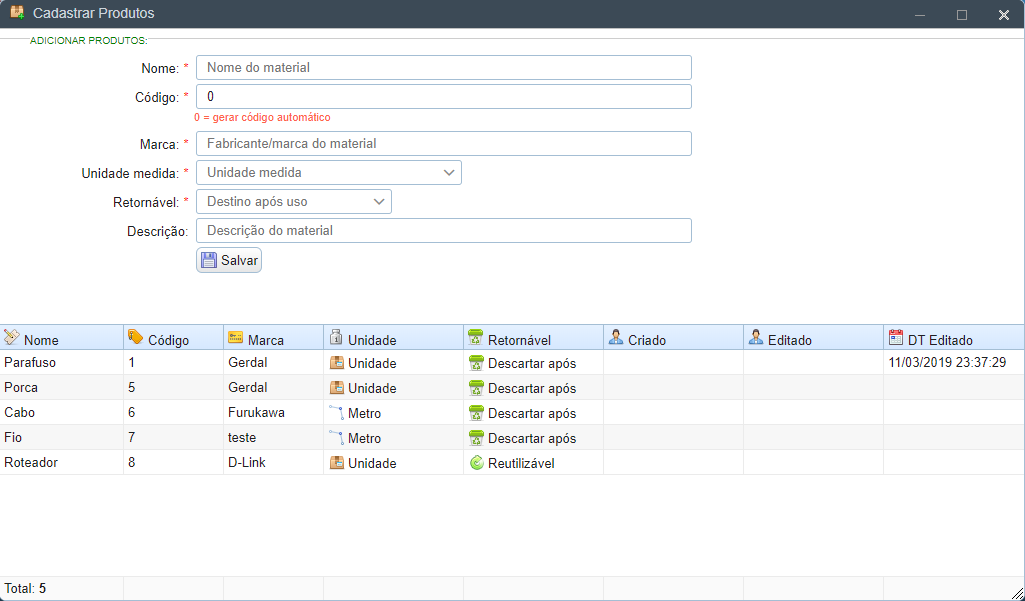 Cadastrar Produtos
ADICIONAR PRODUTOS:
Nome: * Nome do material
Código: * 0
0 = gerar código automático
Marca: * Fabricante/marca do material
Unidade medida: * Unidade medida
Retornável: * Destino após uso
Descrição: Descrição do material
Salvar
Nome Código Marca Unidade Retornável Criado Editado DT Editado
Parafuso 1 Gerdal Unidade Descartar após 11/03/2019 23:37:29
Porca 5 Gerdal Unidade Descartar após
Cabo 6 Furukawa Metro Descartar após
Fio 7 teste Metro Descartar após
Roteador 8 D-Link Unidade Reutilizável
Total: 5